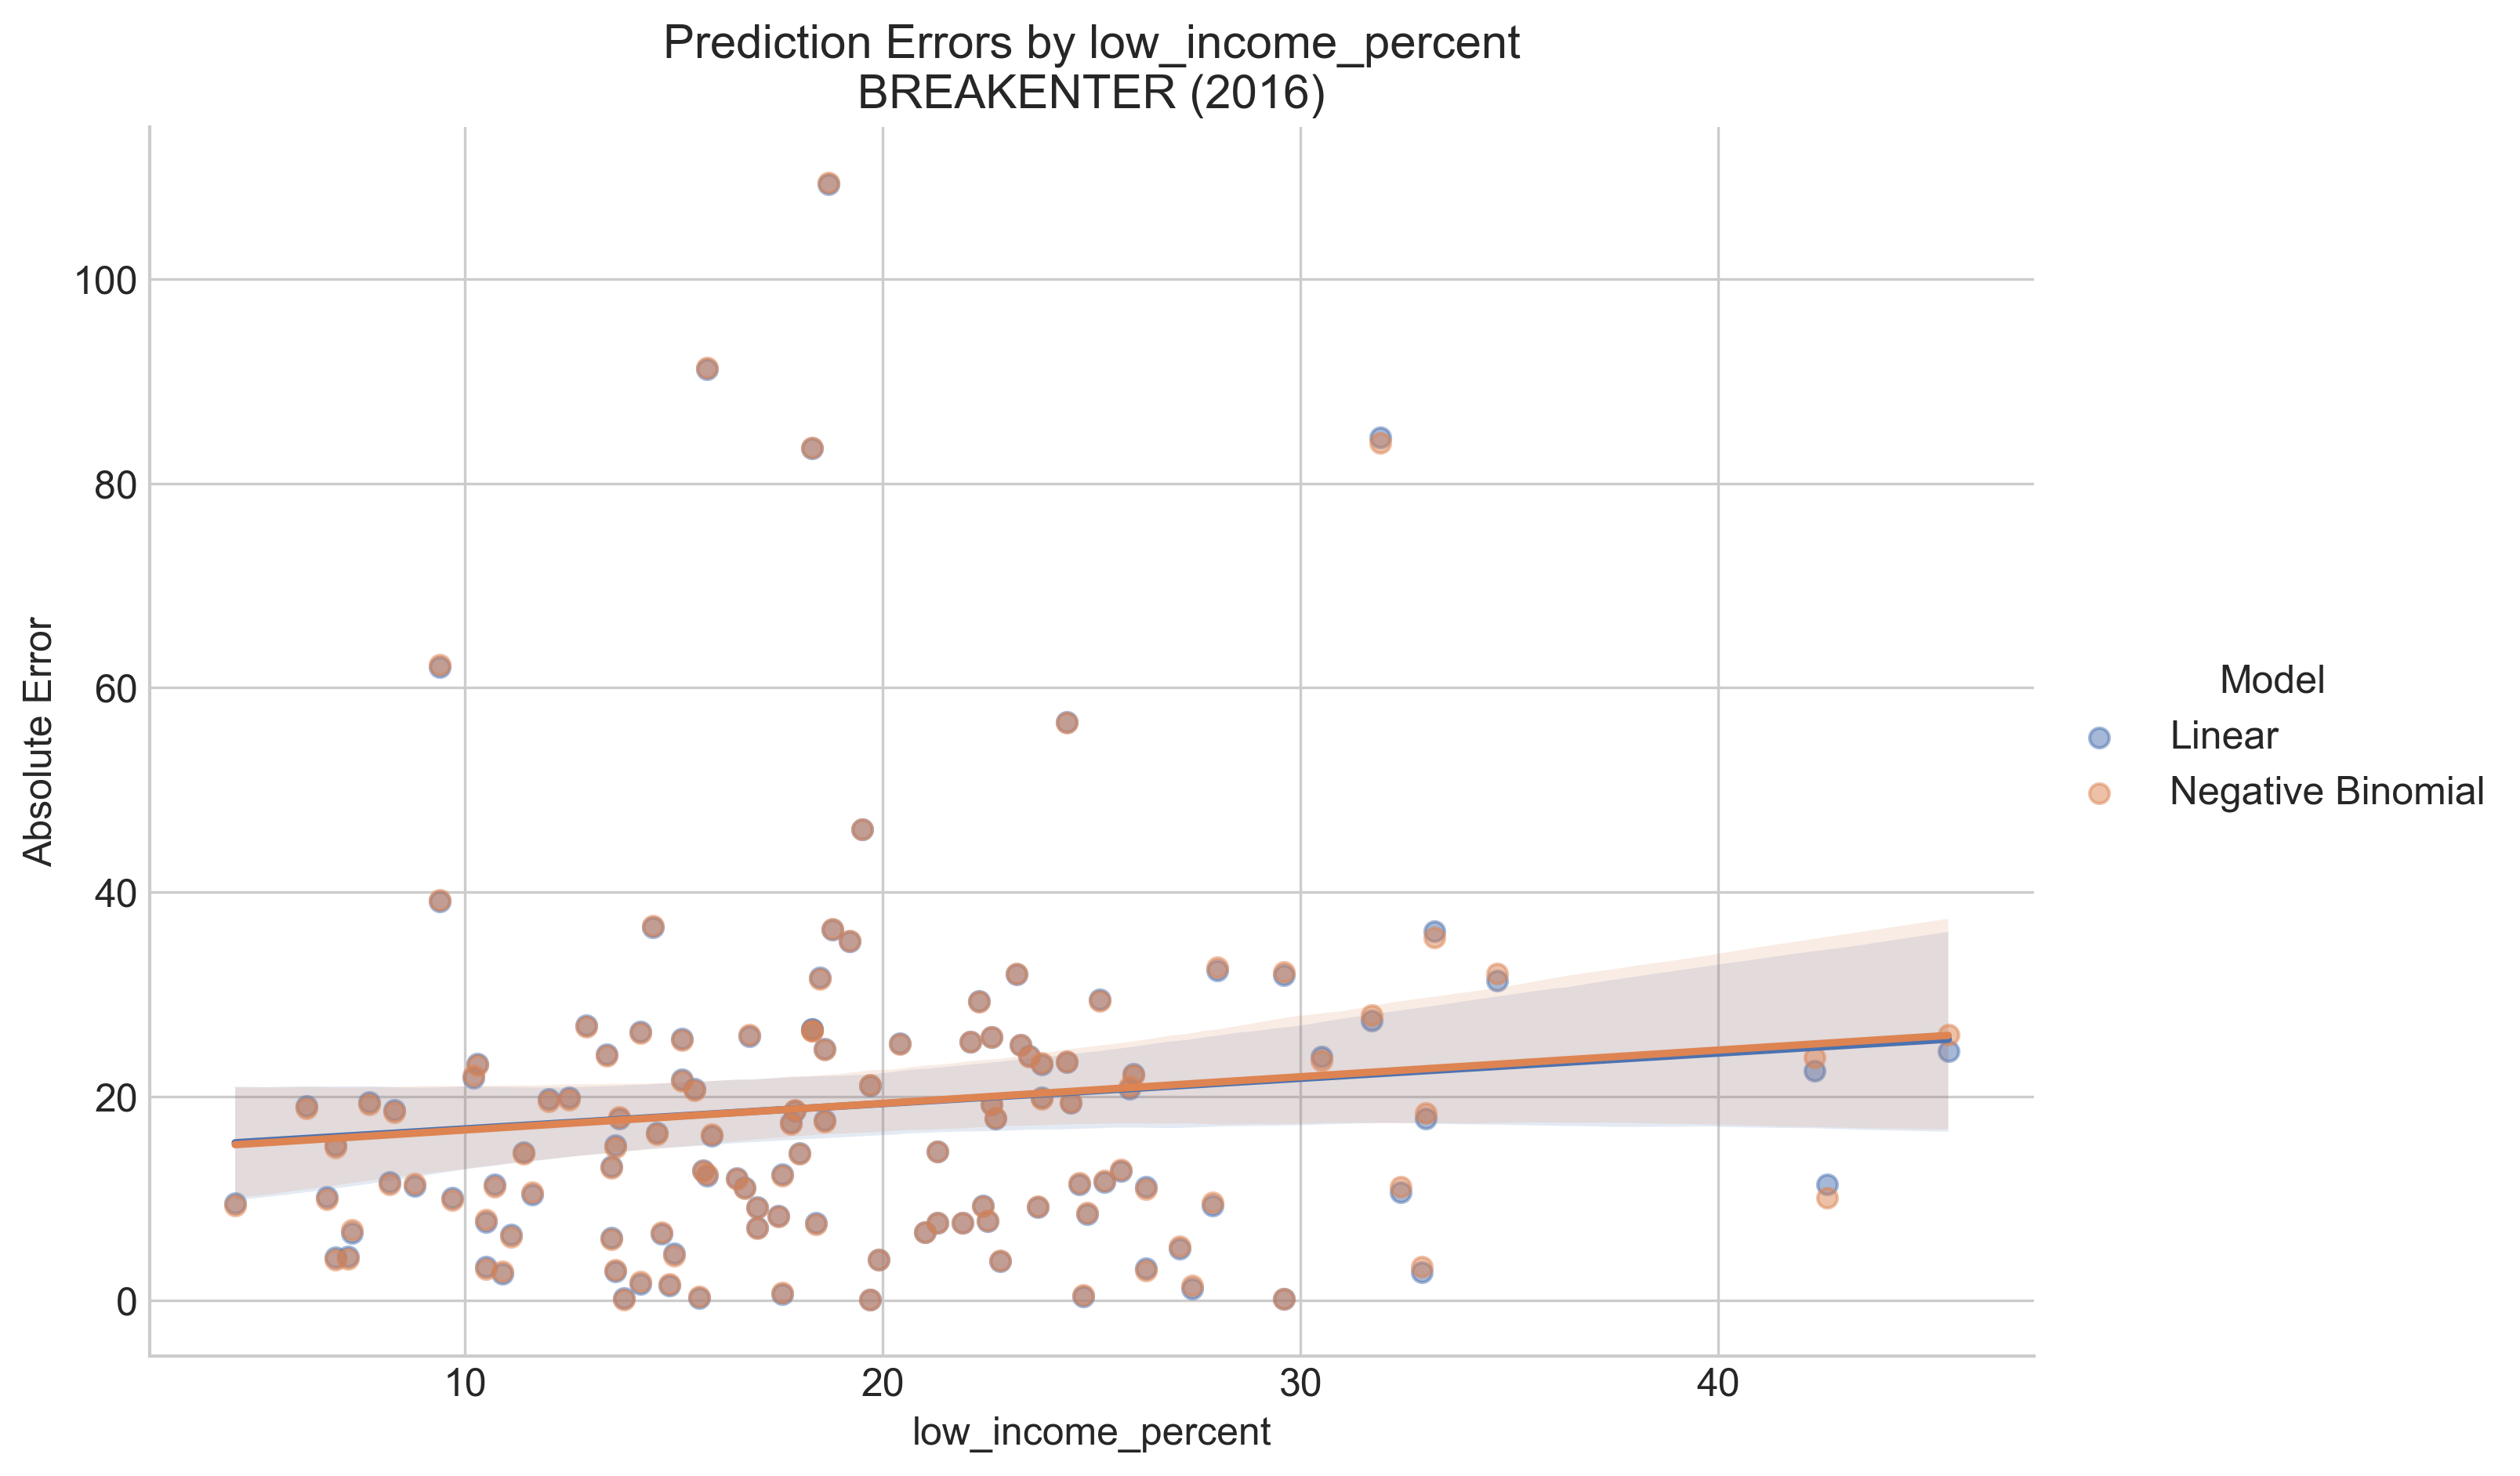 Prediction Errors by low_income_percent
BREAKENTER (2016)
Absolute Error
100
80
60
40
20
0
10
20
30
40
low_income_percent
Model
Linear
Negative Binomial